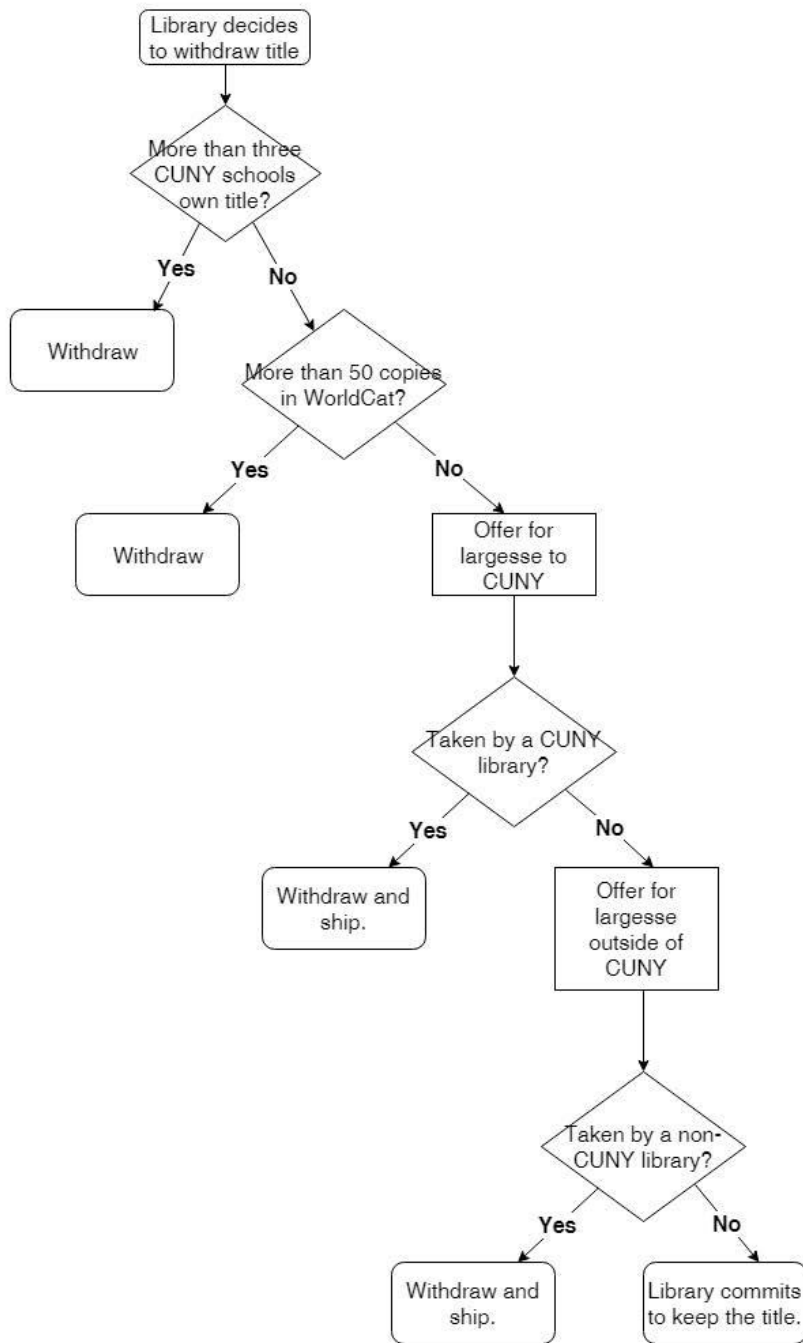 Library decides
to withdraw title
More than three
CUNY schools
own title?
Yes
No
Withdraw
More than 50 copies
in WorldCat?
Yes
No
Withdraw
Offer for
largesse to
CUNY
Taken by a CUNY
library?
Yes
No
Withdraw and
ship.
Offer for
largesse
outside of
CUNY
Taken by a non-
CUNY library?
Yes
No
Withdraw and
ship.
Library commits
to keep the title.